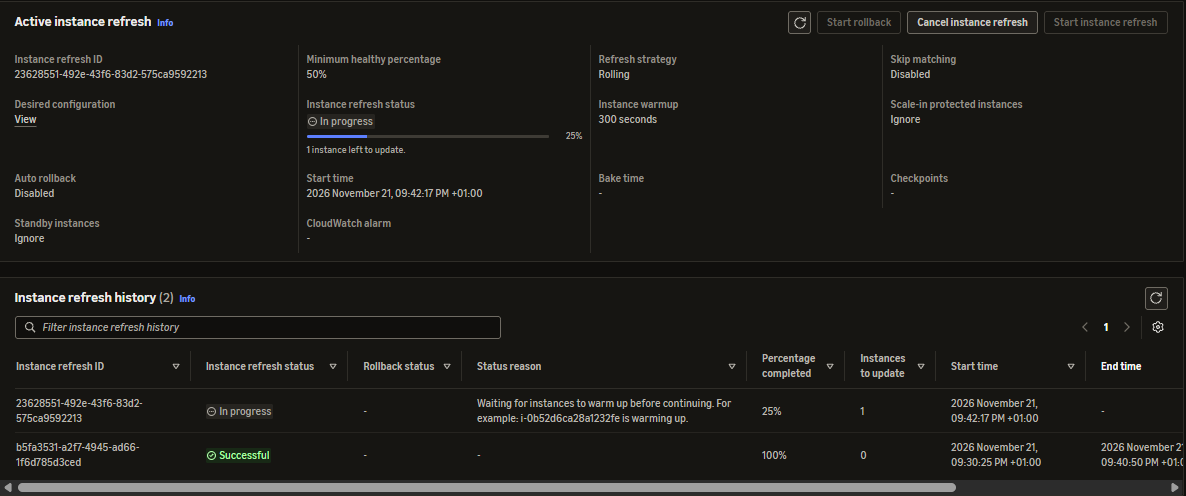 Active instance refresh Info
Start rollback
Cancel instance refresh
Start instance refresh
Instance refresh ID
23628551-492e-43f6-83d2-575ca9592213
Minimum healthy percentage
50%
Refresh strategy
Rolling
Skip matching
Disabled
Desired configuration
View
Instance refresh status
In progress
25%
1 instance left to update.
Instance warmup
300 seconds
Scale-in protected instances
Ignore
Auto rollback
Disabled
Start time
2026 November 21, 09:42:17 PM +01:00
Bake time
-
Checkpoints
-
Standby instances
Ignore
CloudWatch alarm
-
Instance refresh history (2) Info
Filter instance refresh history
1
Instance refresh ID
Instance refresh status
Rollback status
Status reason
Percentage
completed
Instances
to update
Start time
End time
23628551-492e-43f6-83d2-
575ca9592213
In progress
-
Waiting for instances to warm up before continuing. For
example: i-0b52d6ca28a1232fe is warming up.
25%
1
2026 November 21,
09:42:17 PM +01:00
-
b5fa3531-a2f7-4945-ad66-
1f6d785d3ced
Successful
-
-
100%
0
2026 November 21,
09:30:25 PM +01:00
2026 November 2
09:40:50 PM +01:0